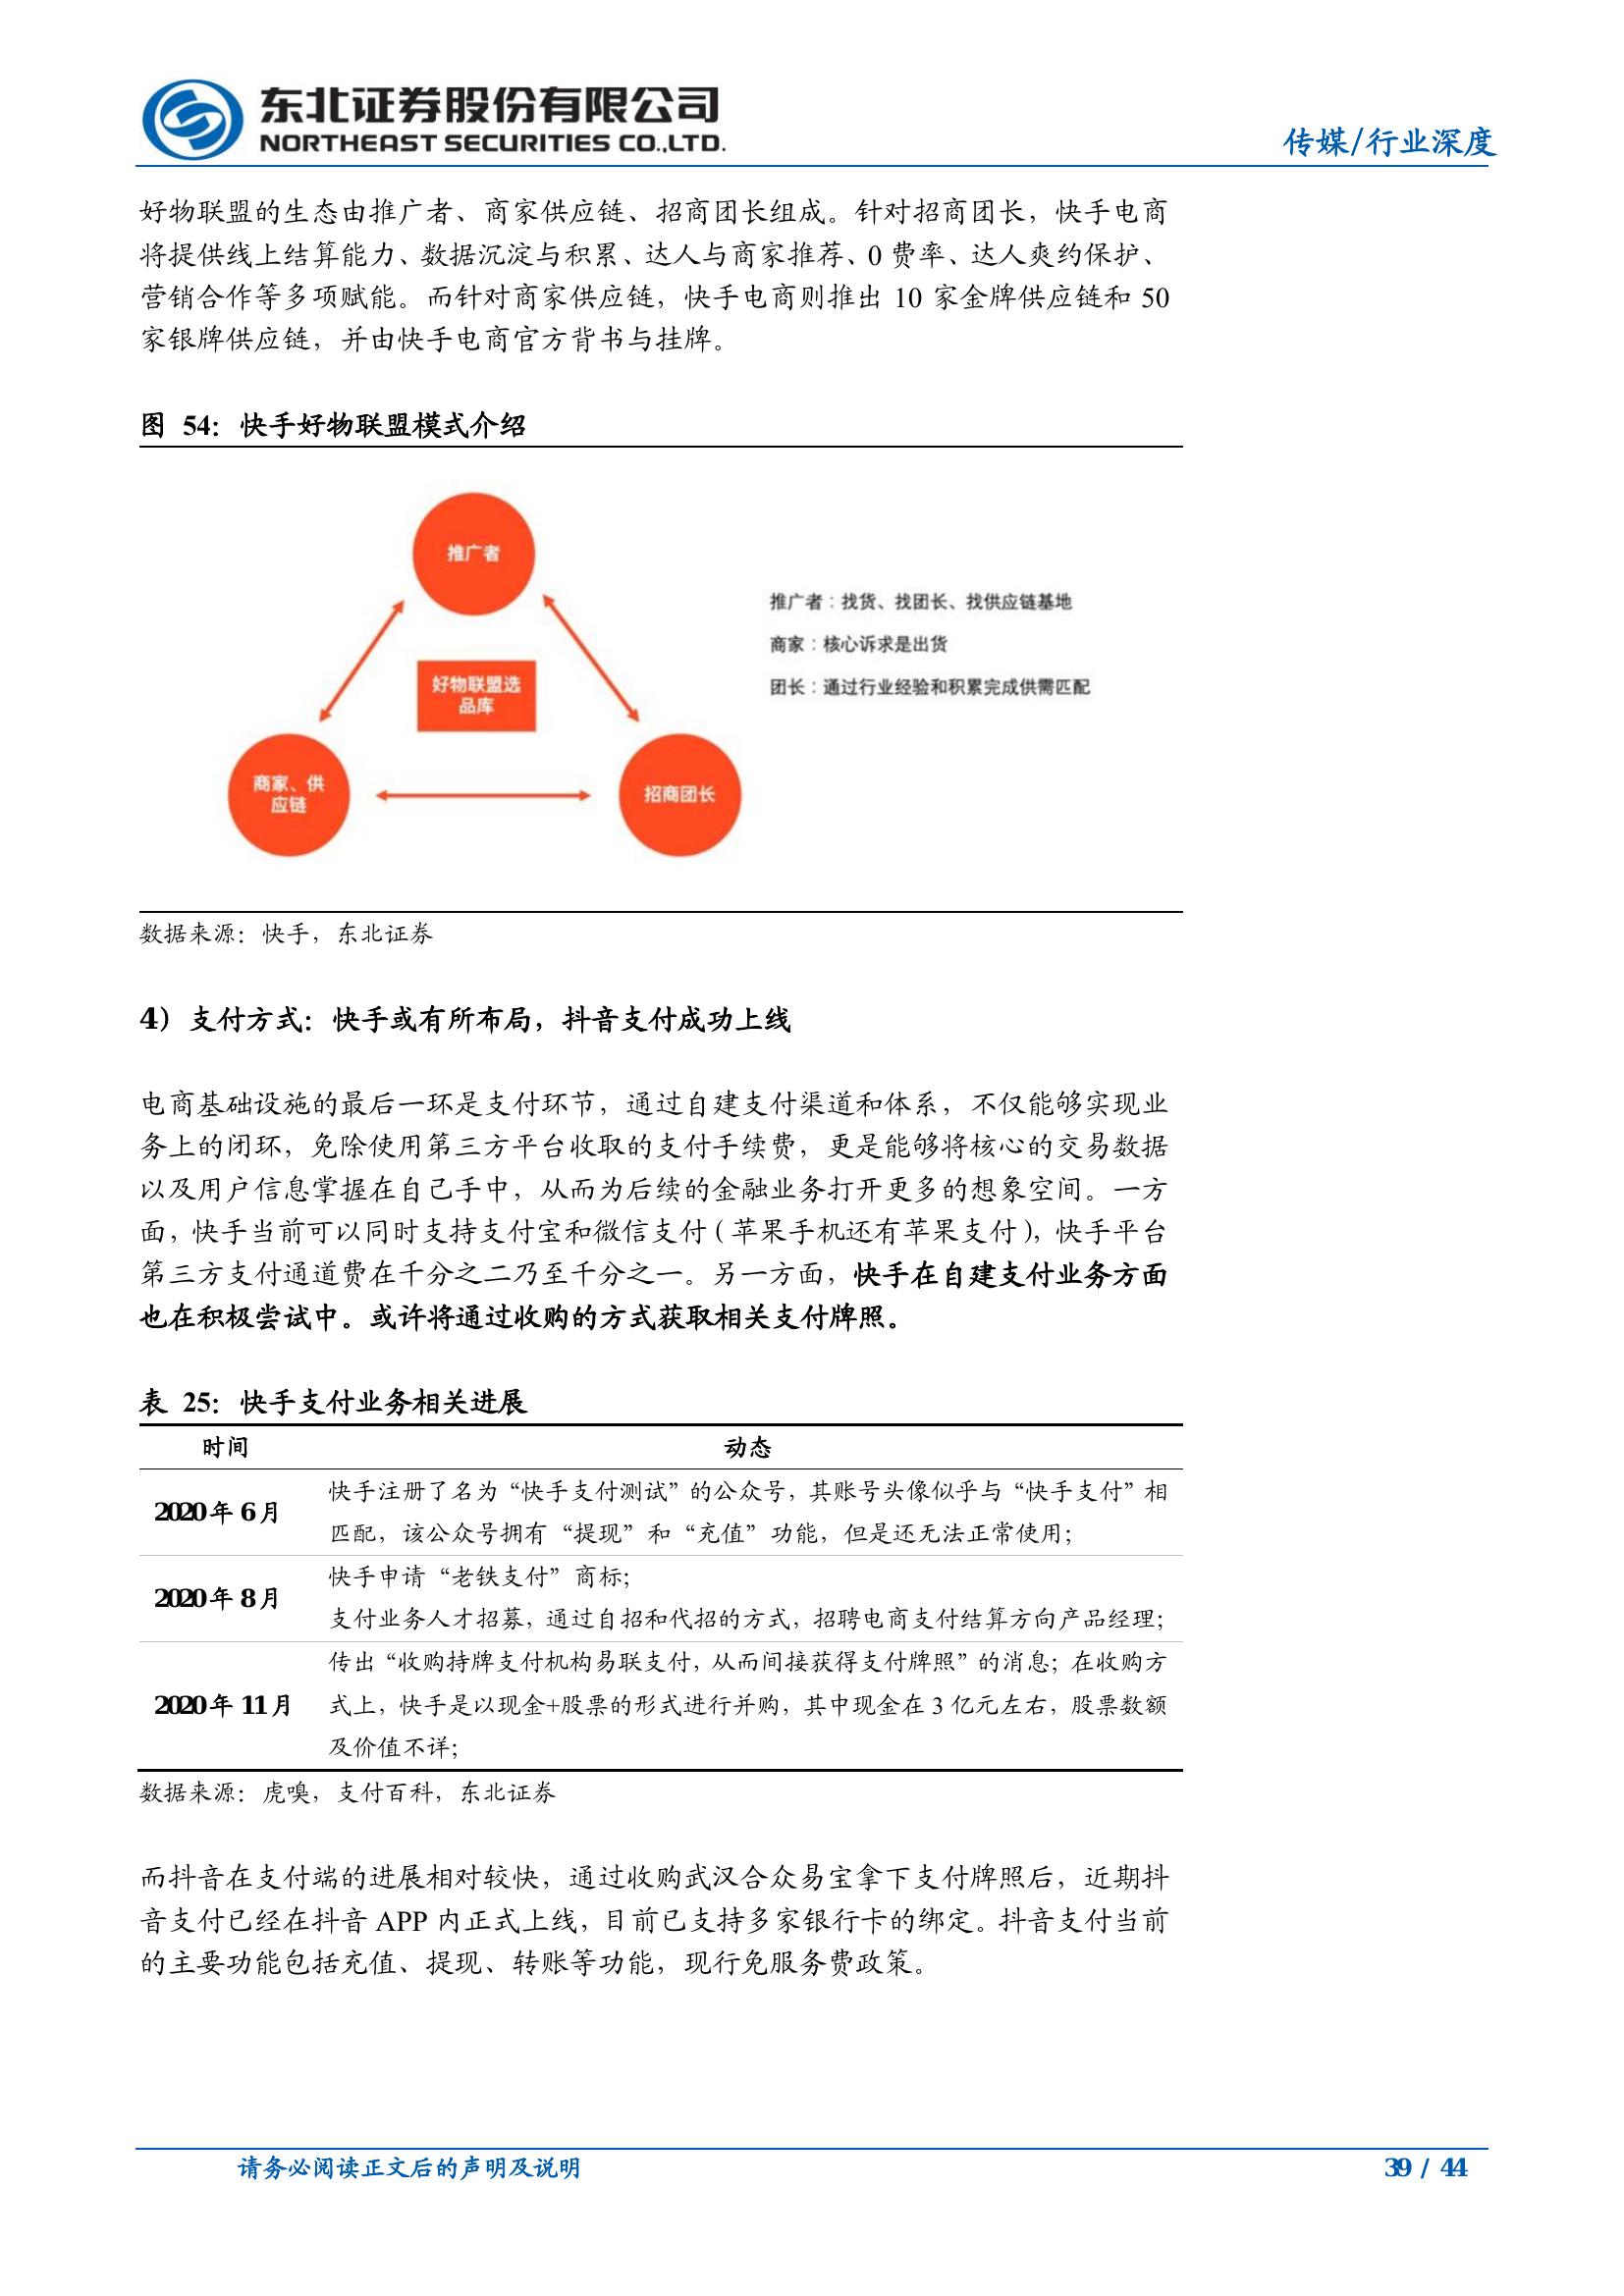 东北证券股份有限公司
NORTHEAST SECURITIES CO.,LTD.
传媒/行业深度
好物联盟的生态由推广者、商家供应链、招商团长组成。针对招商团长，快手电商
将提供线上结算能力、数据沉淀与积累、达人与商家推荐、0 费率、达人爽约保护、
营销合作等多项赋能。而针对商家供应链，快手电商则推出 10 家金牌供应链和 50
家银牌供应链，并由快手电商官方背书与挂牌。
图 54：快手好物联盟模式介绍
推广者
推广者：找货、找团长、找供应链基地
商家：核心诉求是出货
团长：通过行业经验和积累完成供需匹配
好物联盟选
品库
商家、供
应链
招商团长
数据来源：快手，东北证券
4）支付方式：快手或有所布局，抖音支付成功上线
电商基础设施的最后一环是支付环节，通过自建支付渠道和体系，不仅能够实现业
务上的闭环，免除使用第三方平台收取的支付手续费，更是能够将核心的交易数据
以及用户信息掌握在自己手中，从而为后续的金融业务打开更多的想象空间。一方
面，快手当前可以同时支持支付宝和微信支付（苹果手机还有苹果支付），快手平台
第三方支付通道费在千分之二乃至千分之一。另一方面，快手在自建支付业务方面
也在积极尝试中。或许将通过收购的方式获取相关支付牌照。
表 25：快手支付业务相关进展
时间 动态
2020 年 6 月
快手注册了名为“快手支付测试”的公众号，其账号头像似乎与“快手支付”相
匹配，该公众号拥有“提现”和“充值”功能，但是还无法正常使用；
2020 年 8 月
快手申请“老铁支付”商标；
支付业务人才招募，通过自招和代招的方式，招聘电商支付结算方向产品经理；
2020 年 11 月
传出“收购持牌支付机构易联支付，从而间接获得支付牌照”的消息；在收购方
式上，快手是以现金+股票的形式进行并购，其中现金在 3 亿元左右，股票数额
及价值不详；
数据来源：虎嗅，支付百科，东北证券
而抖音在支付端的进展相对较快，通过收购武汉合众易宝拿下支付牌照后，近期抖
音支付已经在抖音 APP 内正式上线，目前已支持多家银行卡的绑定。抖音支付当前
的主要功能包括充值、提现、转账等功能，现行免服务费政策。
请务必阅读正文后的声明及说明
39 / 44